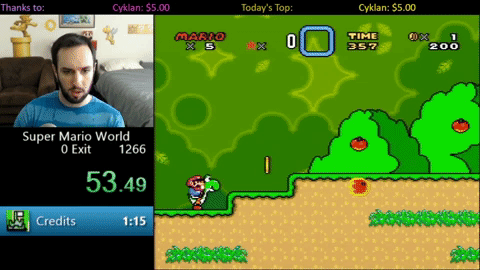 Thanks to: Cyklan: $5.00 Today's Top: Cyklan: $5.00
MARIO TIME
x 5 x 0 357 x 1
200
Super Mario World
0 Exit 1266
53.49
Credits 1:15